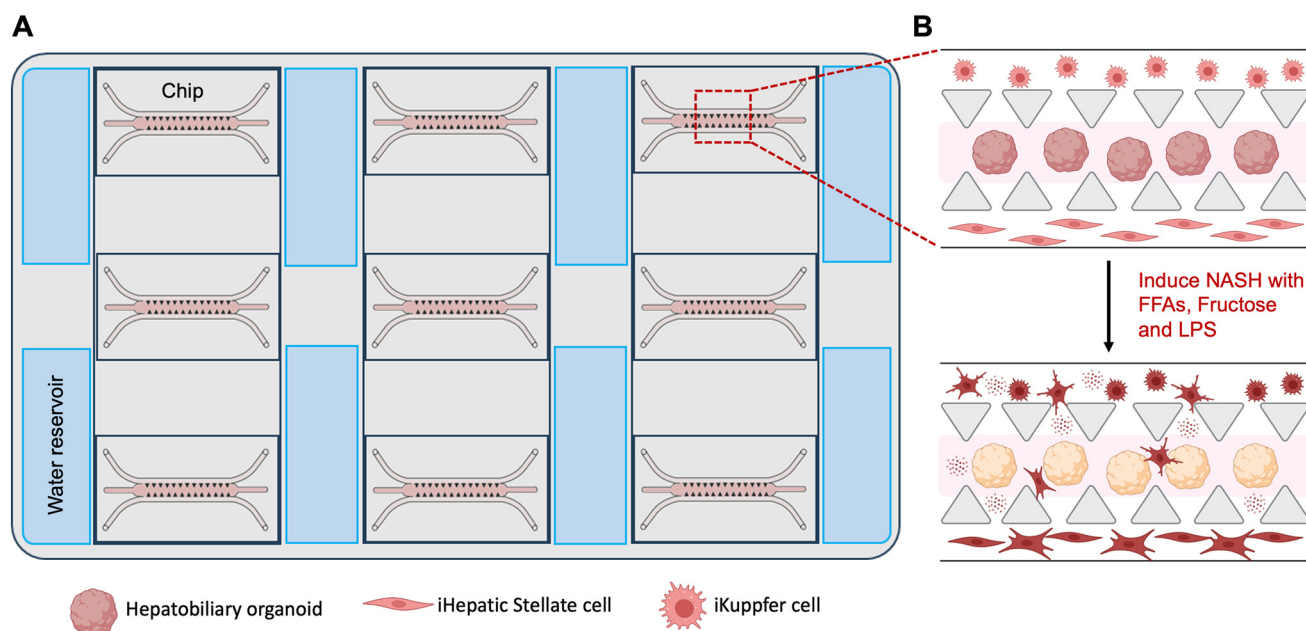 A
B
Chip
Water reservoir
Induce NASH with
FFAs, Fructose
and LPS
Hepatobiliary organoid
iHepatic Stellate cell
iKuppfer cell